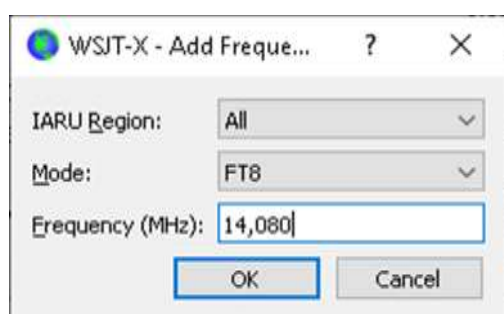 WSJT-X - Add Freque... ? ×
IARU Region: All
Mode: FT8
Frequency (MHz): 14,080
OK Cancel